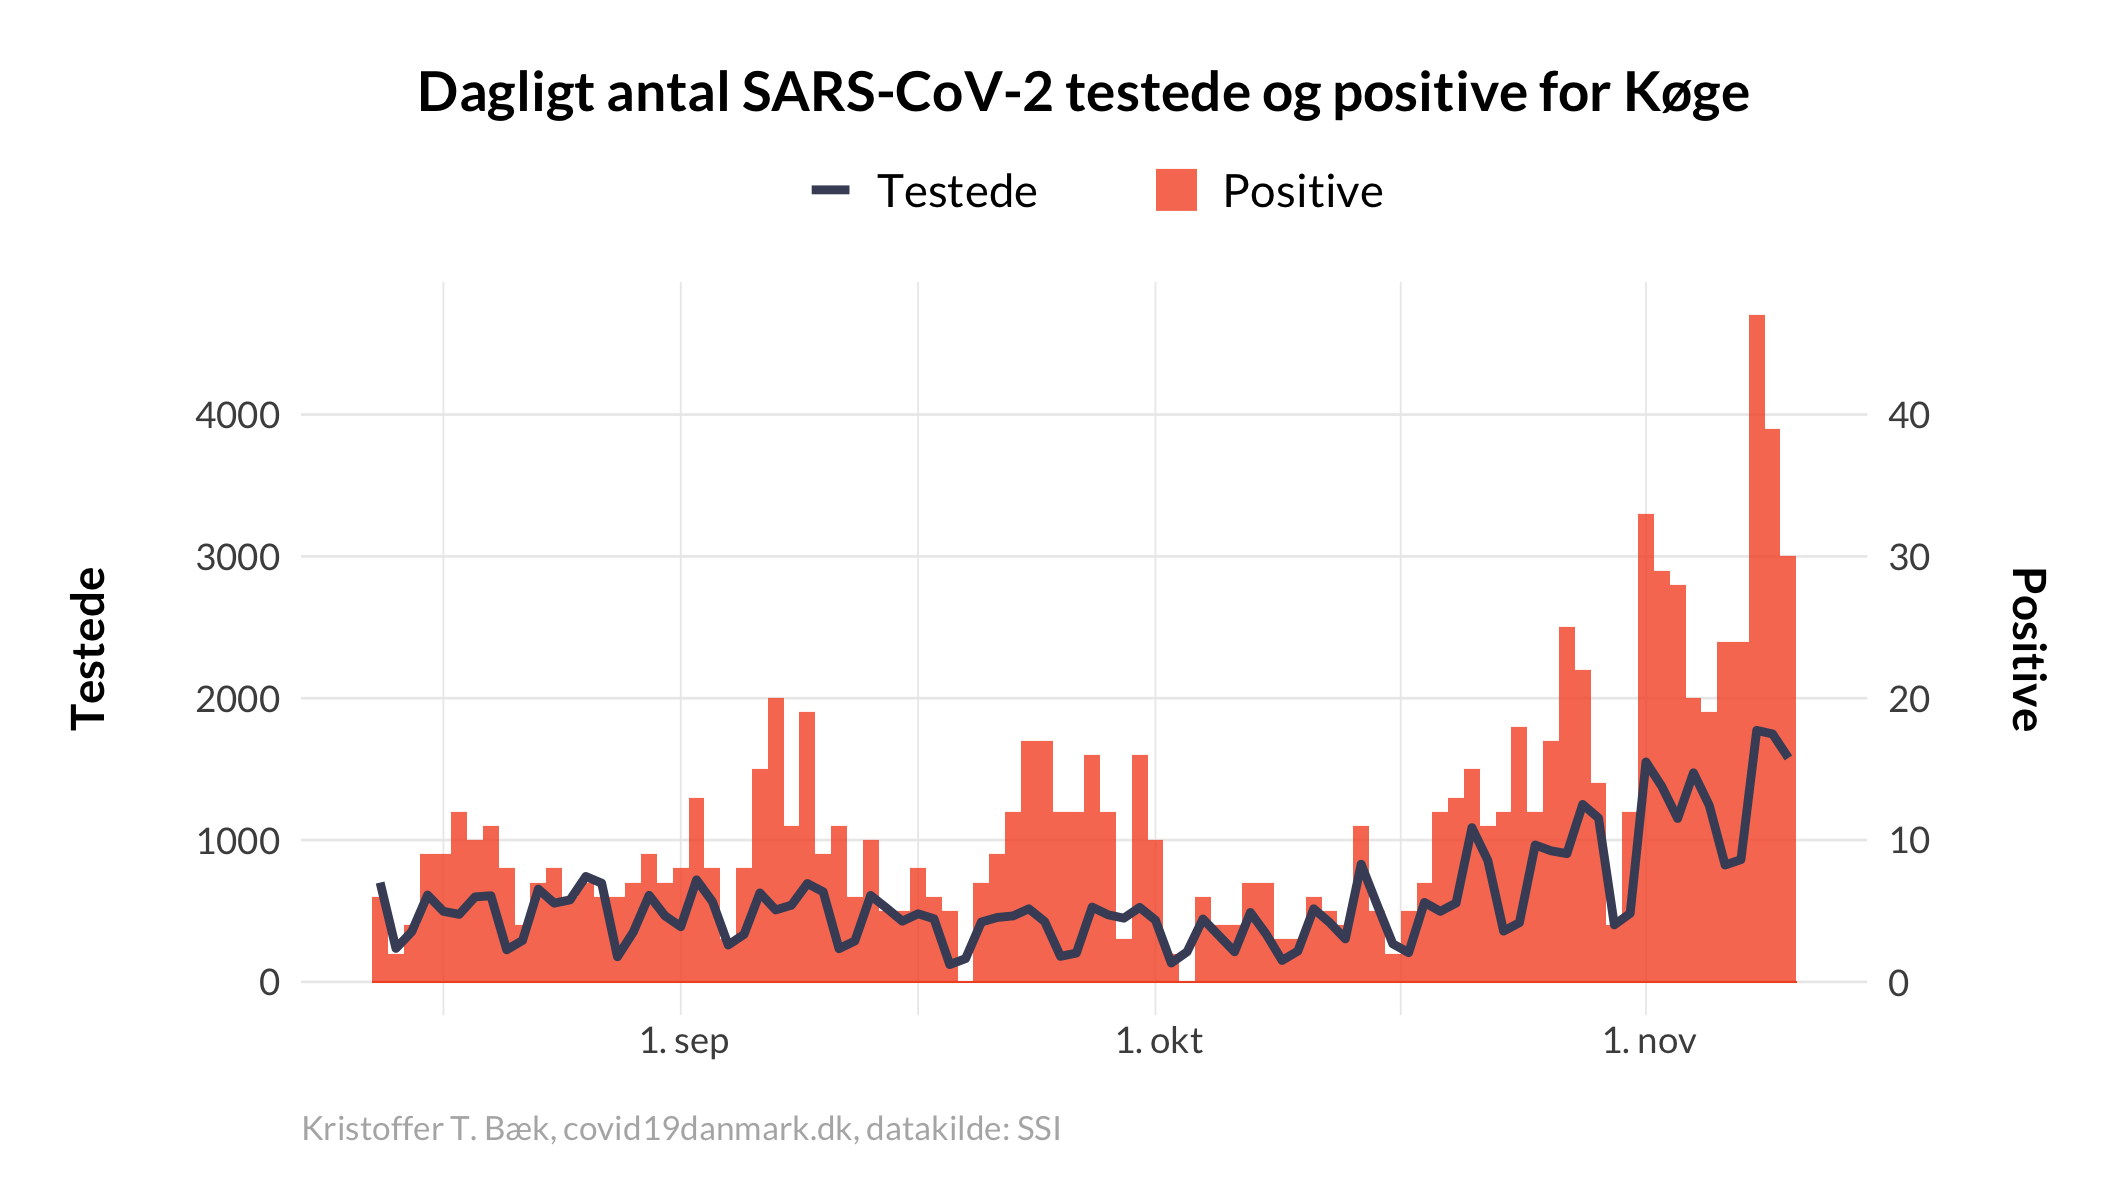 Dagligt antal SARS-CoV-2 testede og positive for Køge
Testede
Positive
4000
3000
2000
1000
0
40
30
20
10
0
Testede
Positive
1. sep
1. okt
1. nov
Kristoffer T. Bæk, covid19danmark.dk, datakilde: SSI